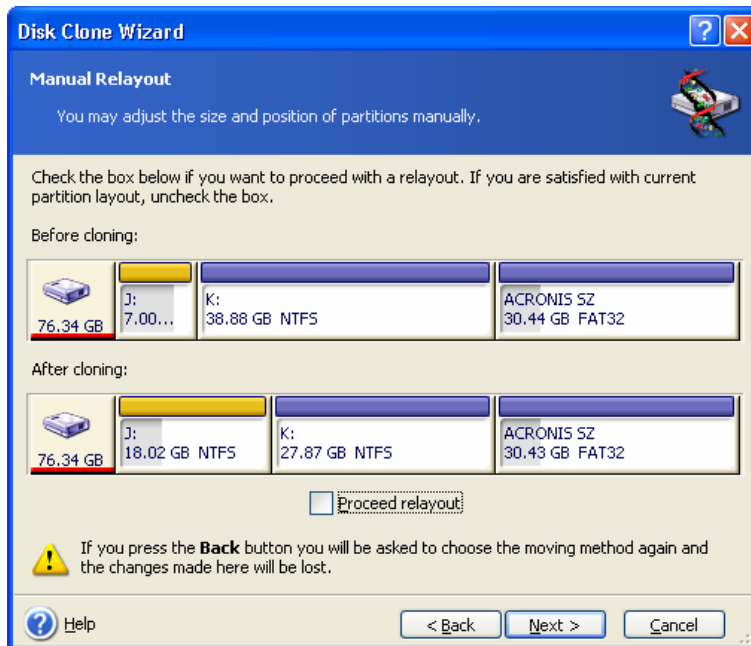 Disk Clone Wizard
Manual Relayout
You may adjust the size and position of partitions manually.
Check the box below if you want to proceed with a relayout. If you are satisfied with current
partition layout, uncheck the box.
Before cloning:
76.34 GB
J:
7.00...
K:
38.88 GB NTFS
ACRONIS SZ
30.44 GB FAT32
After cloning:
76.34 GB
J:
18.02 GB NTFS
K:
27.87 GB NTFS
ACRONIS SZ
30.43 GB FAT32
Proceed relayout
If you press the Back button you will be asked to choose the moving method again and
the changes made here will be lost.
Help
< Back
Next >
Cancel